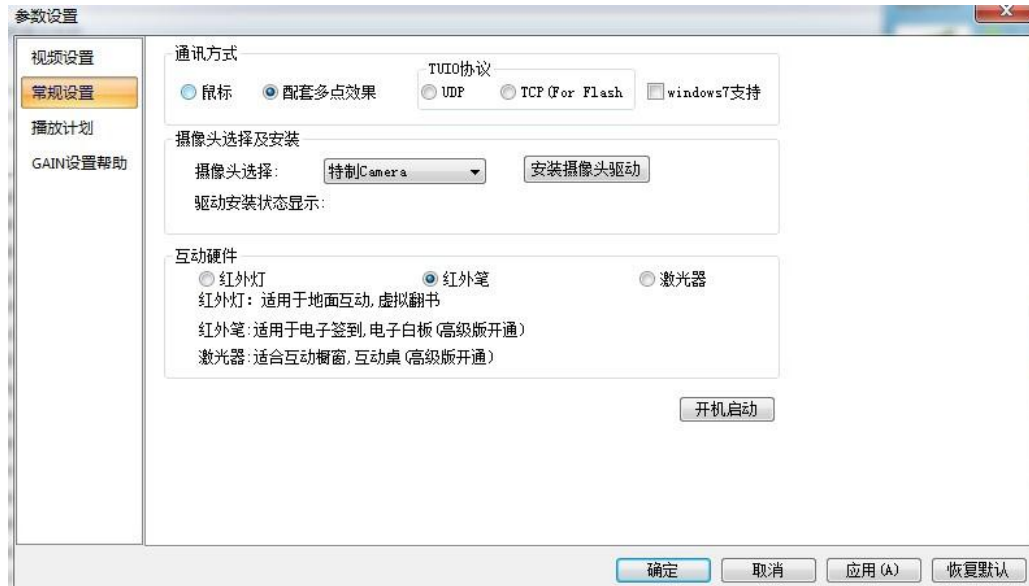 参数设置
视频设置
常规设置
播放计划
GAIN设置帮助
通讯方式
鼠标
配套多点效果
TUIO协议
UDP
TCP(For Flash
windows7支持
摄像头选择及安装
摄像头选择:
特制Camera
安装摄像头驱动
驱动安装状态显示:
互动硬件
红外灯
红外笔
激光器
红外灯: 适用于地面互动,虚拟翻书
红外笔:适用于电子签到,电子白板(高级版开通)
激光器:适合互动橱窗,互动桌(高级版开通)
开机启动
确定
取消
应用(A)
恢复默认